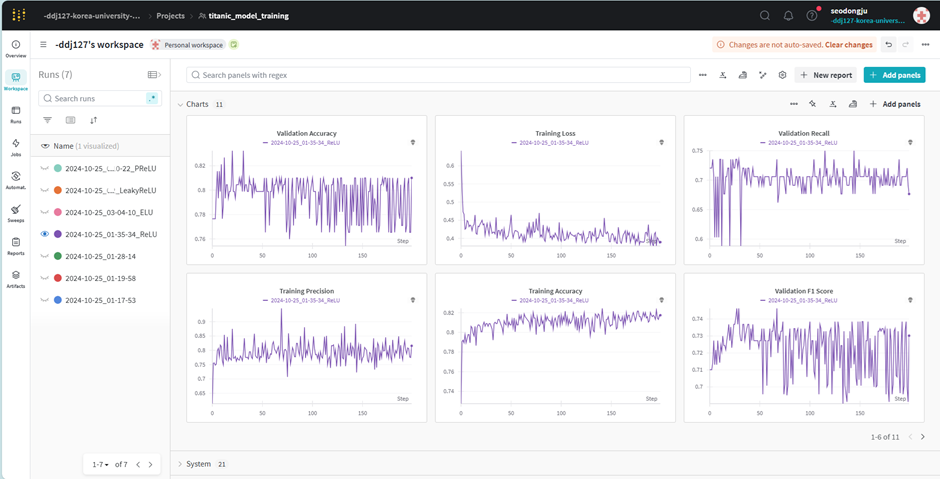 -ddj127-korea-university-... > Projects > titanic_model_training
seodongju
-ddj127-korea-univers...
Overview
Workspace
Runs
Jobs
Automat.
Sweeps
Reports
Artifacts
-ddj127's workspace Personal workspace
Changes are not auto-saved. Clear changes
Runs (7)
Search runs
.*
Name (1 visualized)
2024-10-25_...0-22_PReLU
2024-10-25_..._LeakyReLU
2024-10-25_03-04-10_ELU
2024-10-25_01-35-34_ReLU
2024-10-25_01-28-14
2024-10-25_01-19-58
2024-10-25_01-17-53
1-7 of 7
Search panels with regex
New report
Add panels
Charts 11
Add panels
Validation Accuracy
2024-10-25_01-35-34_ReLU
0.82
0.8
0.78
0.76
Step
0 50 100 150
Training Loss
2024-10-25_01-35-34_ReLU
0.6
0.55
0.5
0.45
0.4
Step
0 50 100 150
Validation Recall
2024-10-25_01-35-34_ReLU
0.75
0.7
0.65
0.6
Step
0 50 100 150
Training Precision
2024-10-25_01-35-34_ReLU
0.9
0.85
0.8
0.75
0.7
0.65
Step
0 50 100 150
Training Accuracy
2024-10-25_01-35-34_ReLU
0.82
0.8
0.78
0.76
0.74
Step
0 50 100 150
Validation F1 Score
2024-10-25_01-35-34_ReLU
0.74
0.73
0.72
0.71
0.7
Step
0 50 100 150
1-6 of 11
System 21